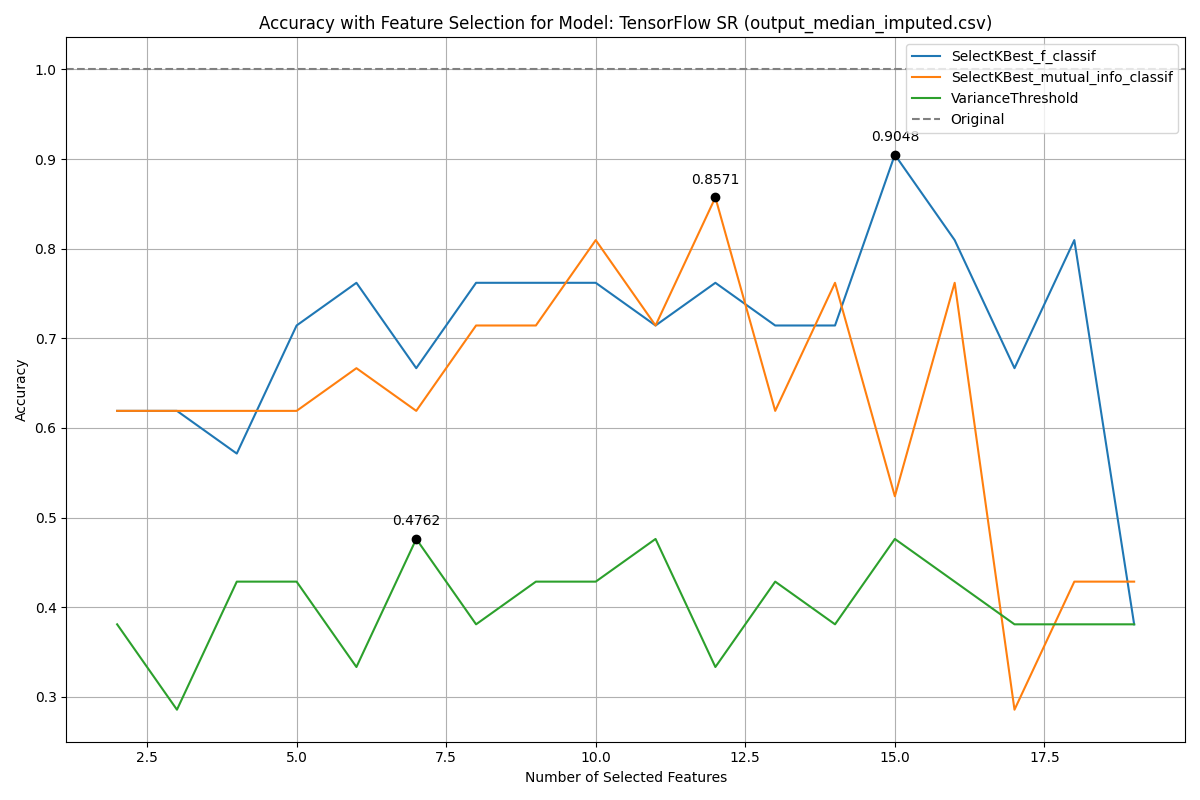 Accuracy with Feature Selection for Model: TensorFlow SR (output_median_imputed.csv)
SelectKBest_f_classif
SelectKBest_mutual_info_classif
VarianceThreshold
Original
1.0
0.9
0.8
0.7
0.6
0.5
0.4
0.3
Accuracy
0.9048
0.8571
0.4762
2.5
5.0
7.5
10.0
12.5
15.0
17.5
Number of Selected Features